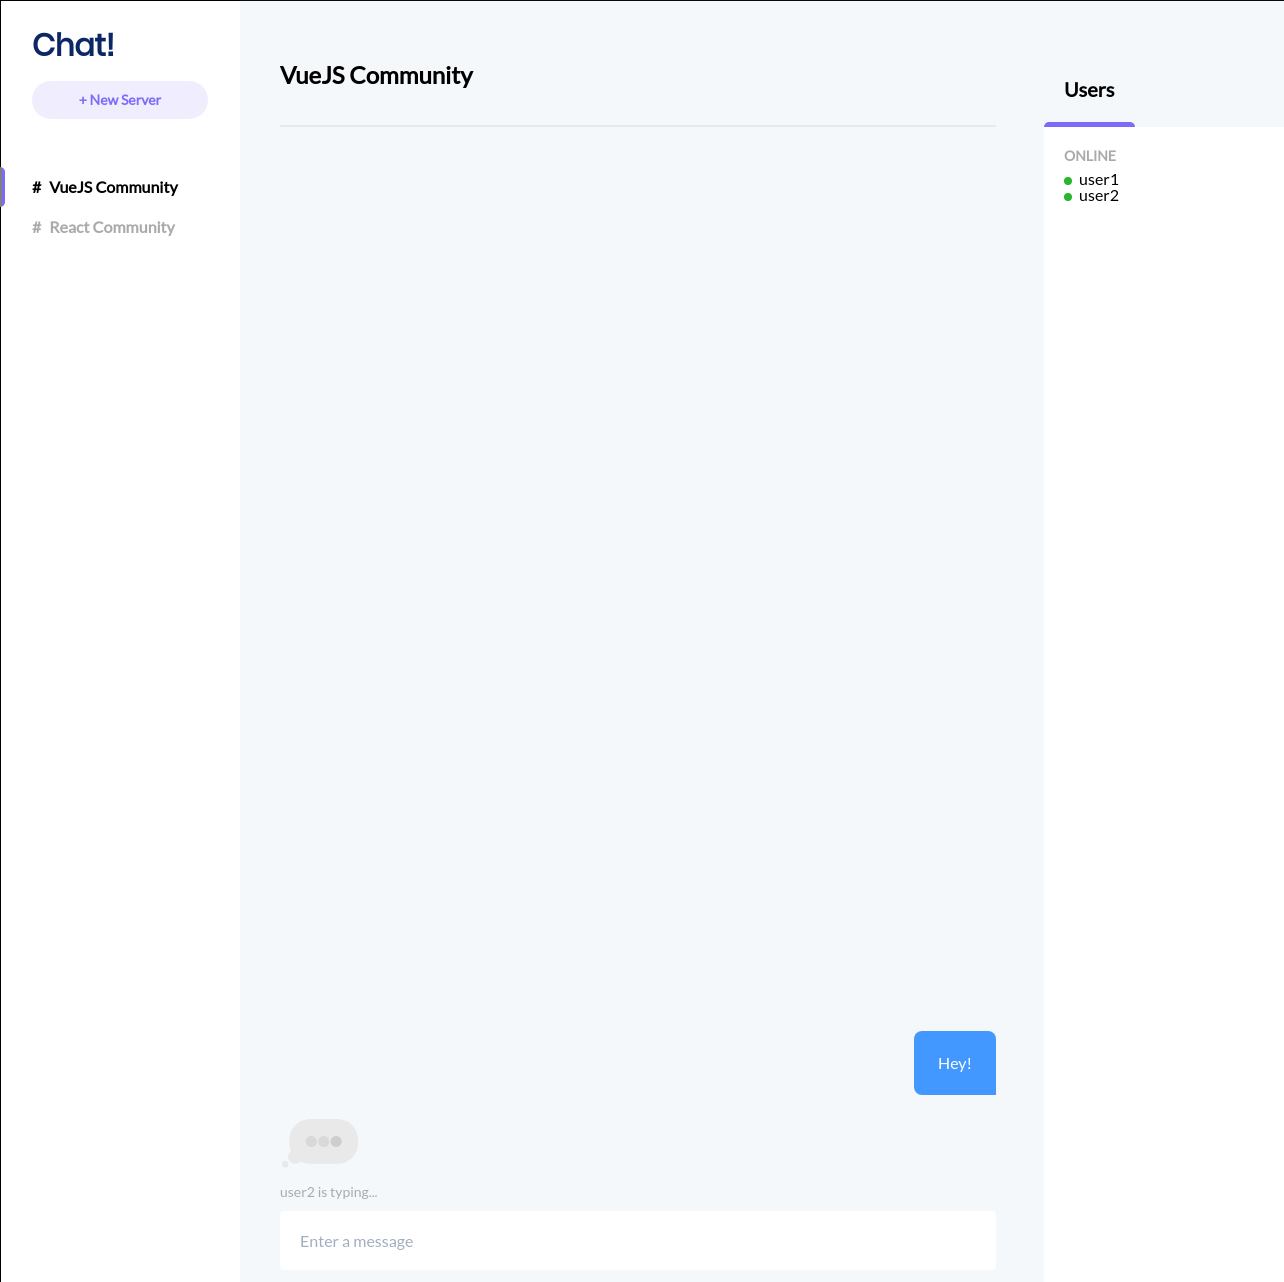 Chat!
+ New Server
# VueJS Community
# React Community
VueJS Community
Hey!
user2 is typing...
Enter a message
Users
ONLINE
user1
user2